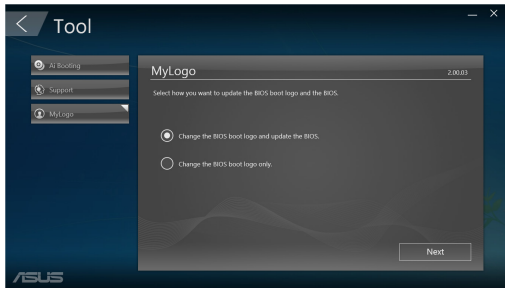 Tool
Ai Booting
Support
MyLogo
MyLogo 2.00.03
Select how you want to update the BIOS boot logo and the BIOS.
Change the BIOS boot logo and update the BIOS.
Change the BIOS boot logo only.
Next
ASUS